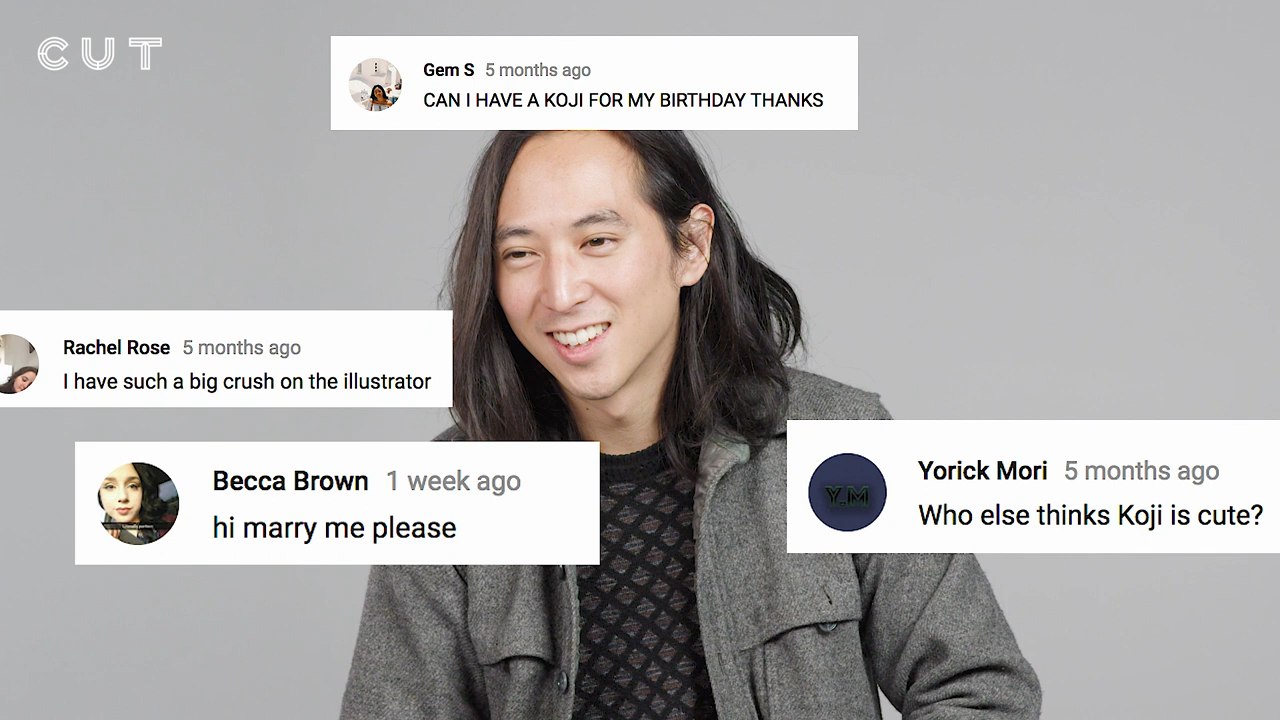 CUT
Gem S 5 months ago
CAN I HAVE A KOJI FOR MY BIRTHDAY THANKS
Rachel Rose 5 months ago
I have such a big crush on the illustrator
Becca Brown 1 week ago
hi marry me please
Yorick Mori 5 months ago
Y.M
Who else thinks Koji is cute?